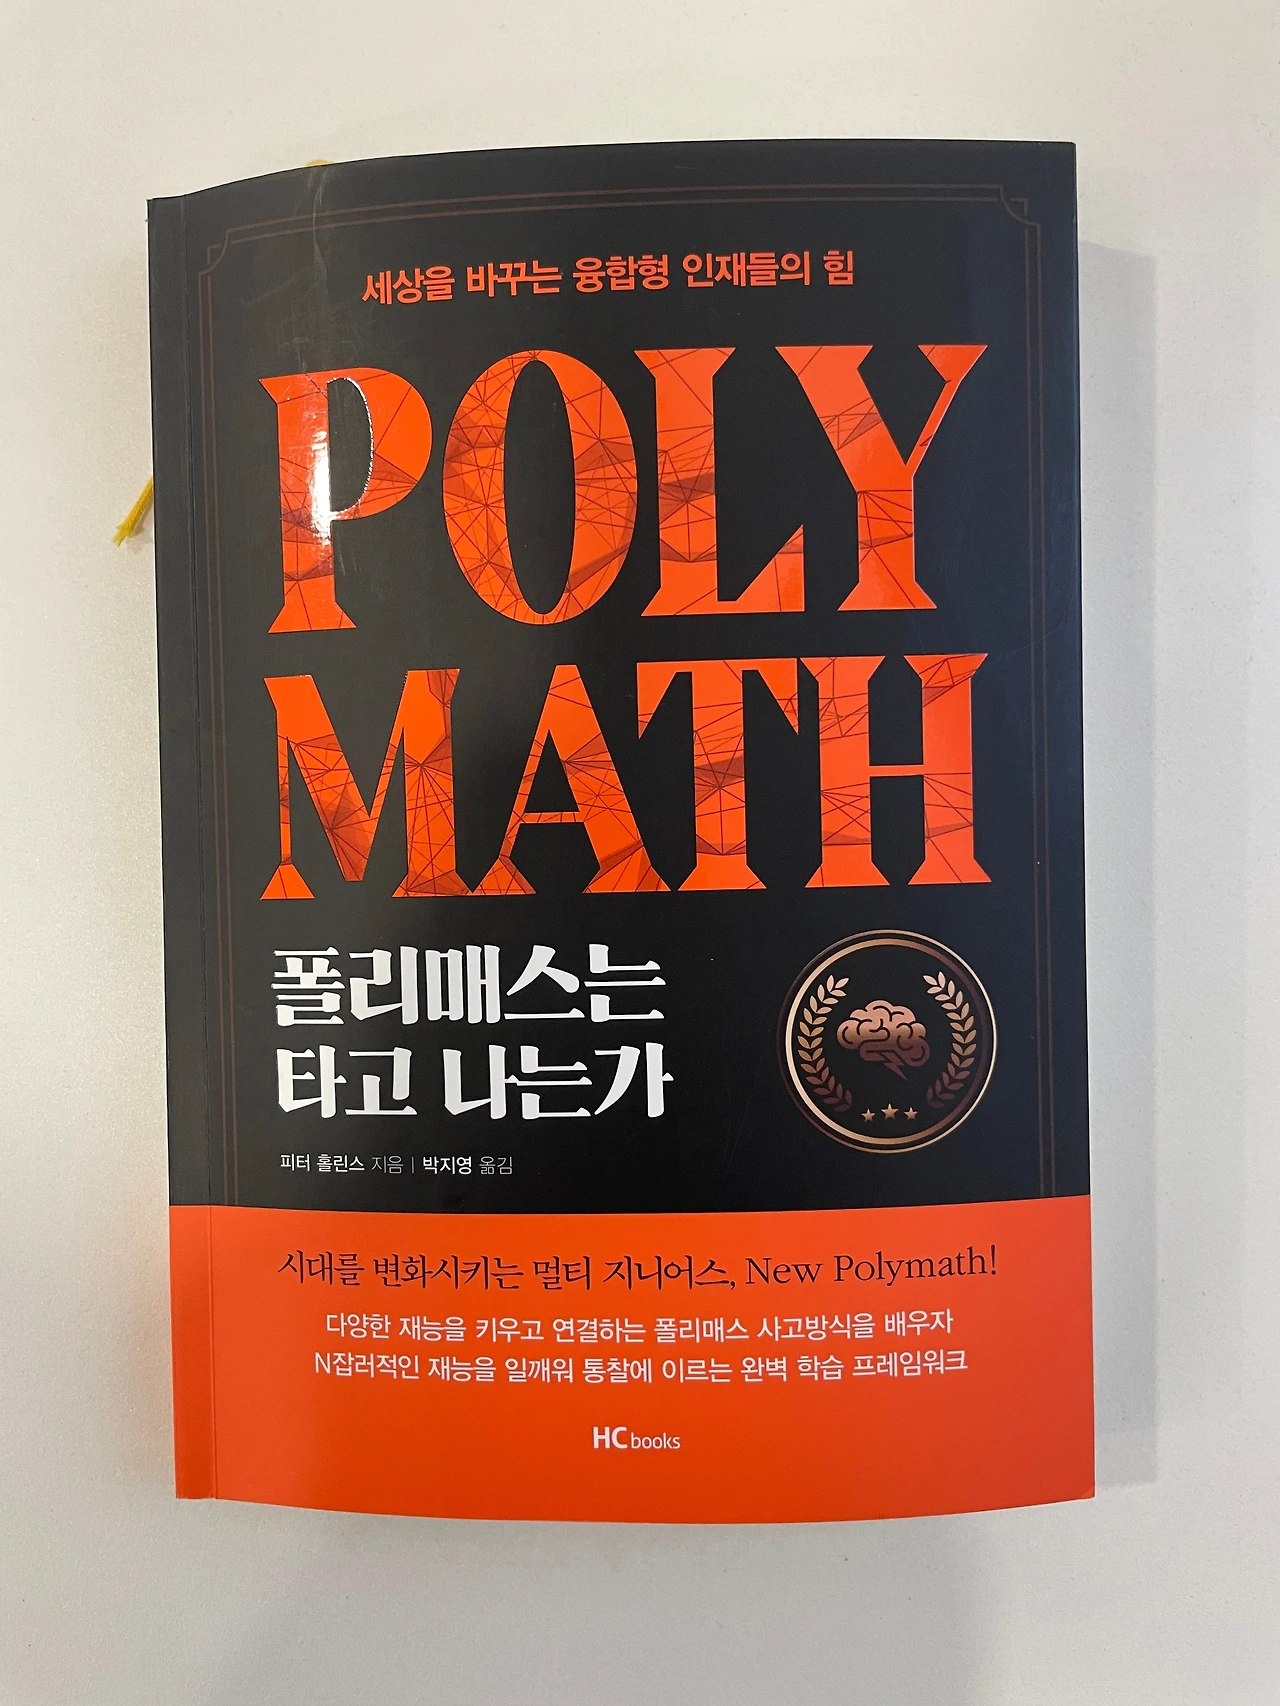 세상을 바꾸는 융합형 인재들의 힘
POLY
MATH
폴리매스는
타고 나는가
피터 홀린스 지음 | 박지영 옮김
시대를 변화시키는 멀티 지니어스, New Polymath!
다양한 재능을 키우고 연결하는 폴리매스 사고방식을 배우자
N잡러적인 재능을 일깨워 통찰에 이르는 완벽 학습 프레임워크
HC books